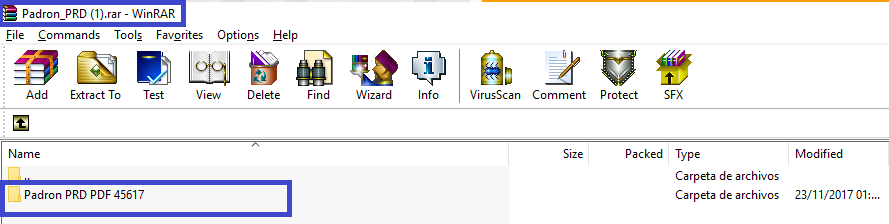 Padron_PRD (1).rar - WinRAR
File Commands Tools Favorites Options Help
Add Extract To Test View Delete Find Wizard Info VirusScan Comment Protect SFX
Name Size Packed Type Modified
.. Carpeta de archivos
Padron PRD PDF 45617 Carpeta de archivos 23/11/2017 01:...